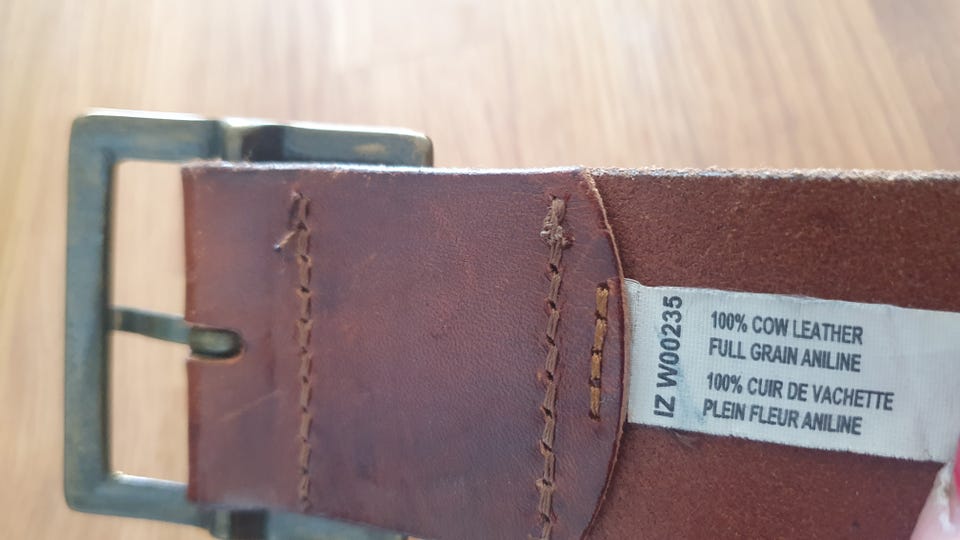 IZ W00235
100% COW LEATHER
FULL GRAIN ANILINE
100% CUIR DE VACHETTE
PLEIN FLEUR ANILINE